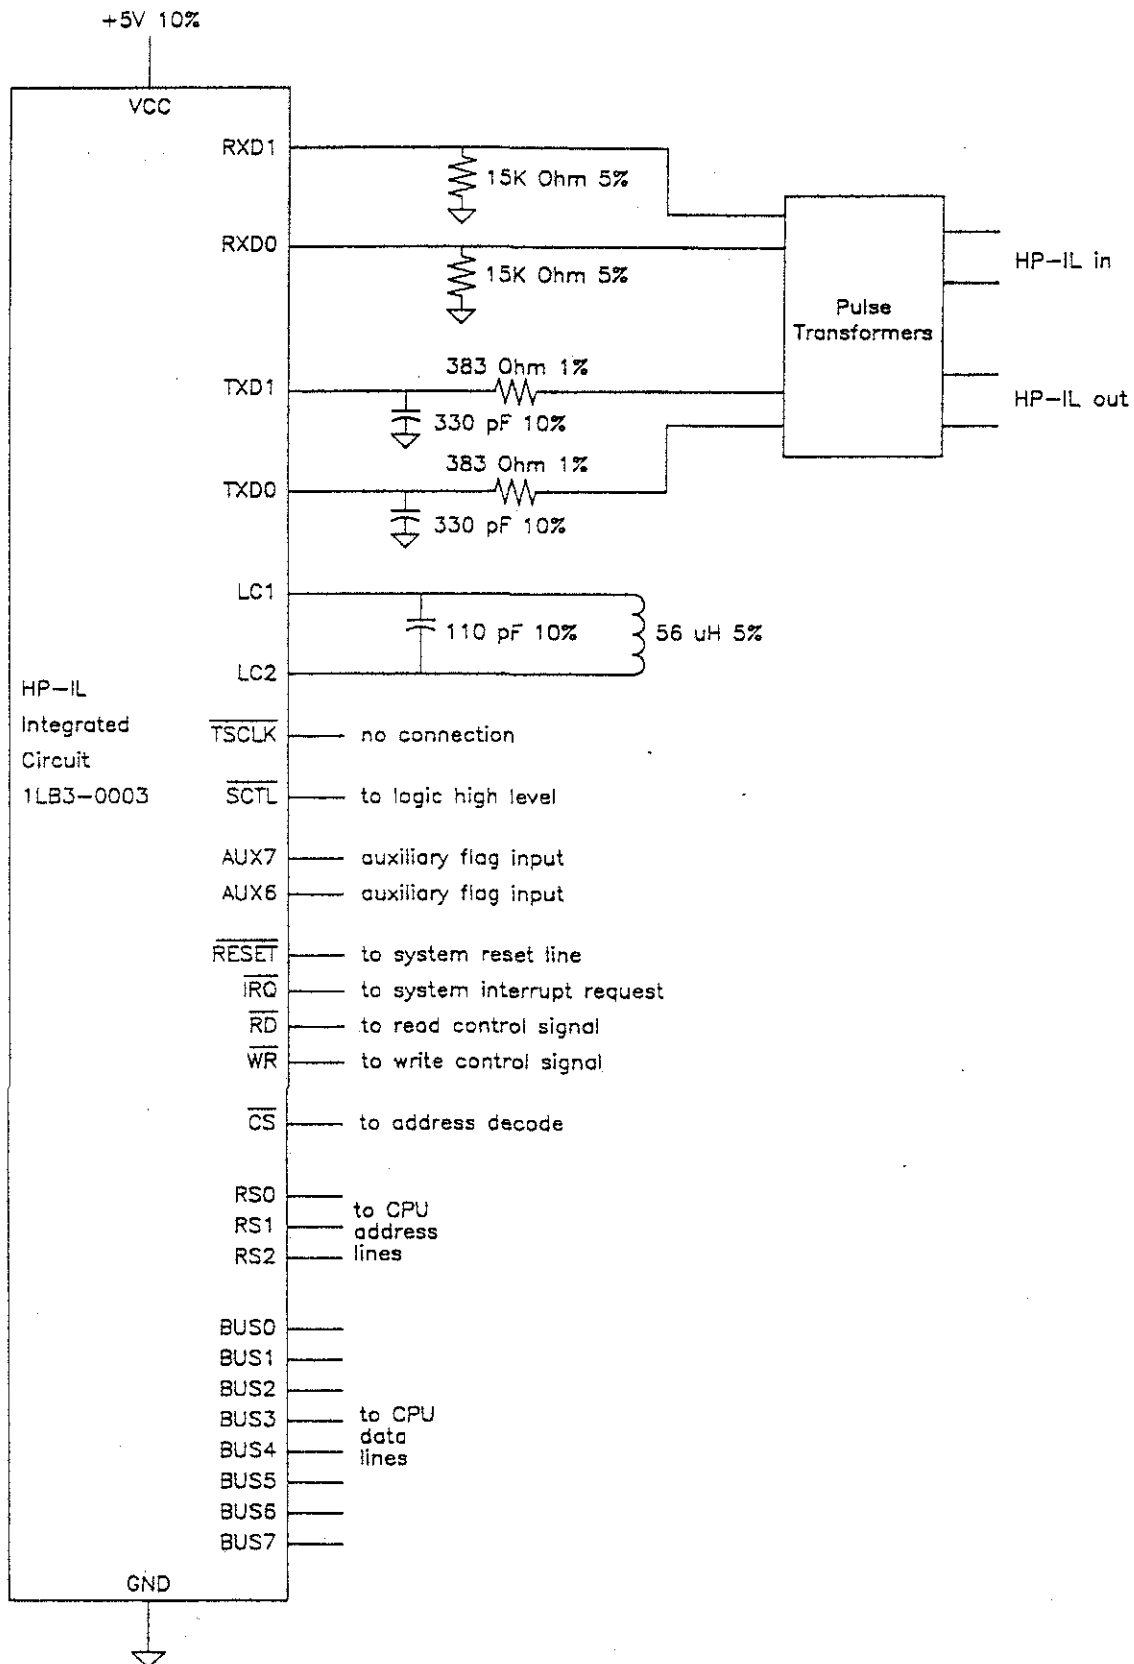 +5V 10%
VCC
RXD1
15K Ohm 5%
RXD0
15K Ohm 5%
HP-IL in
Pulse
Transformers
383 Ohm 1%
TXD1
330 pF 10%
HP-IL out
383 Ohm 1%
TXD0
330 pF 10%
LC1
110 pF 10%
56 uH 5%
LC2
HP-IL
Integrated
Circuit
1LB3-0003
TSCLK
no connection
SCTL
to logic high level
AUX7
auxiliary flag input
AUX6
auxiliary flag input
RESET
to system reset line
IRQ
to system interrupt request
RD
to read control signal
WR
to write control signal
CS
to address decode
RS0
RS1
RS2
to CPU
address
lines
BUS0
BUS1
BUS2
BUS3
BUS4
BUS5
BUS6
BUS7
to CPU
data
lines
GND